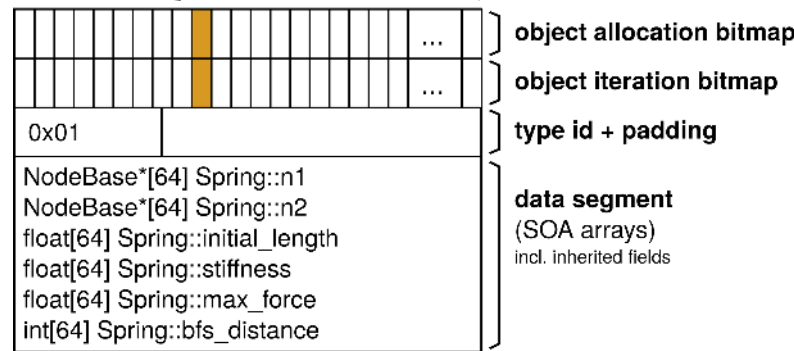 ...
object allocation bitmap
...
object iteration bitmap
0x01
type id + padding
NodeBase*[64] Spring::n1
NodeBase*[64] Spring::n2
float[64] Spring::initial_length
float[64] Spring::stiffness
float[64] Spring::max_force
int[64] Spring::bfs_distance
data segment
(SOA arrays)
incl. inherited fields